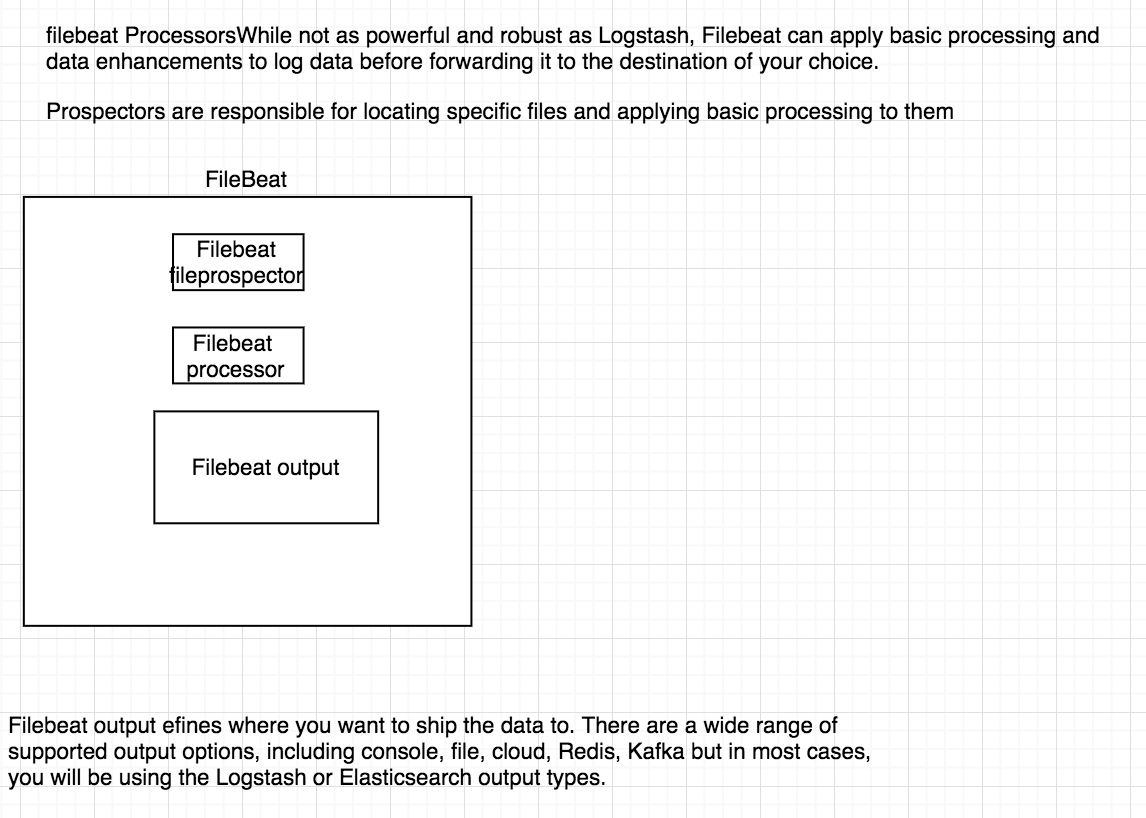 filebeat ProcessorsWhile not as powerful and robust as Logstash, Filebeat can apply basic processing and
data enhancements to log data before forwarding it to the destination of your choice.
Prospectors are responsible for locating specific files and applying basic processing to them
FileBeat
Filebeat
fileprospector
Filebeat
processor
Filebeat output
Filebeat output efines where you want to ship the data to. There are a wide range of
supported output options, including console, file, cloud, Redis, Kafka but in most cases,
you will be using the Logstash or Elasticsearch output types.